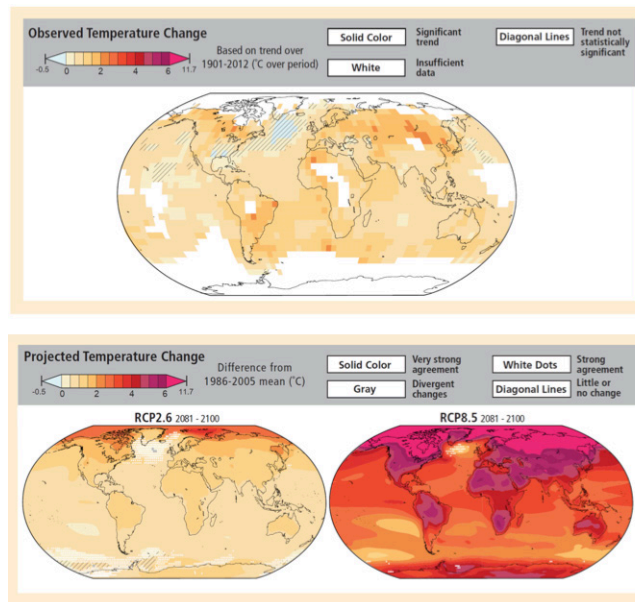 Observed Temperature Change
Based on trend over
1901-2012 (˚C over period)
-0.5 0 2 4 6 11.7
Solid Color
Significant
trend
White
Insufficient
data
Diagonal Lines
Trend not
statistically
significant
Projected Temperature Change
Difference from
1986-2005 mean (˚C)
-0.5 0 2 4 6 11.7
Solid Color
Very strong
agreement
Gray
Divergent
changes
White Dots
Strong
agreement
Diagonal Lines
Little or
no change
RCP2.6 2081 - 2100
RCP8.5 2081 - 2100